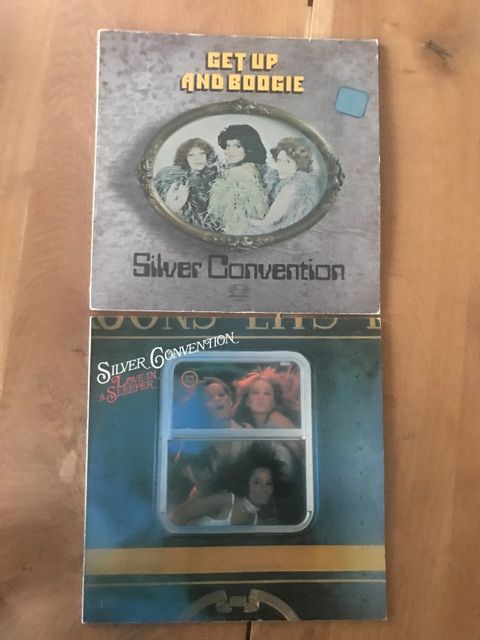 GET UP
AND BOOGIE
Silver Convention
SILVER CONVENTION
LOVE IN
A SLEEPER